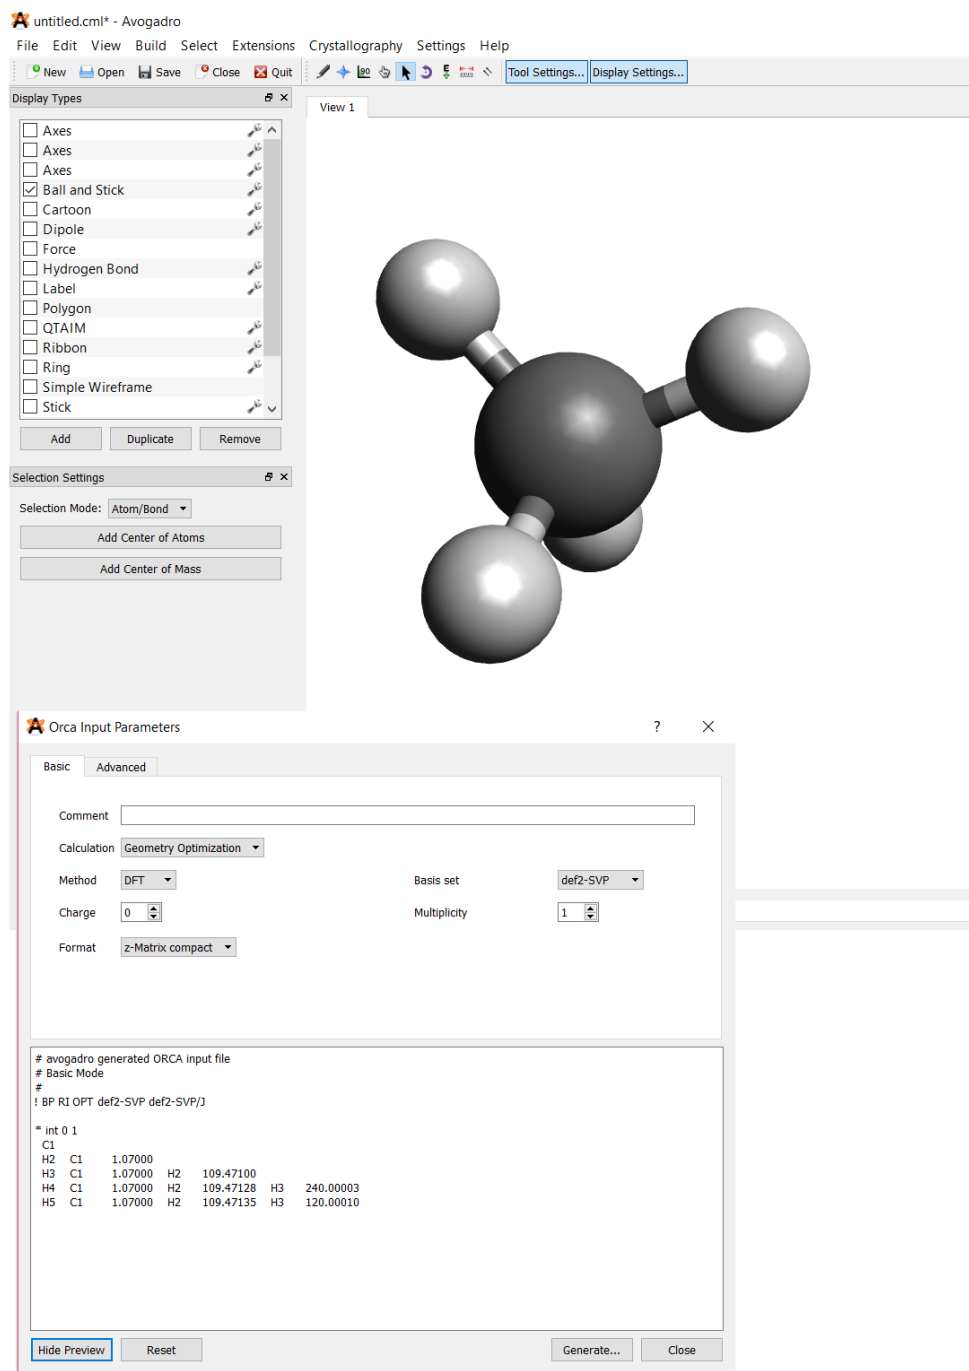 untitled.cml* - Avogadro
File Edit View Build Select Extensions Crystallography Settings Help
New Open Save Close Quit Tool Settings... Display Settings...
Display Types
View 1
Axes
Axes
Axes
Ball and Stick
Cartoon
Dipole
Force
Hydrogen Bond
Label
Polygon
QTAIM
Ribbon
Ring
Simple Wireframe
Stick
Add Duplicate Remove
Selection Settings
Selection Mode: Atom/Bond
Add Center of Atoms
Add Center of Mass
Orca Input Parameters ?
Basic Advanced
Comment
Calculation Geometry Optimization
Method DFT Basis set def2-SVP
Charge 0 Multiplicity 1
Format z-Matrix compact
# avogadro generated ORCA input file
# Basic Mode
#
! BP RI OPT def2-SVP def2-SVP/J
* int 0 1
C1
H2 C1 1.07000
H3 C1 1.07000 H2 109.47100
H4 C1 1.07000 H2 109.47128 H3 240.00003
H5 C1 1.07000 H2 109.47135 H3 120.00010
Hide Preview Reset Generate... Close